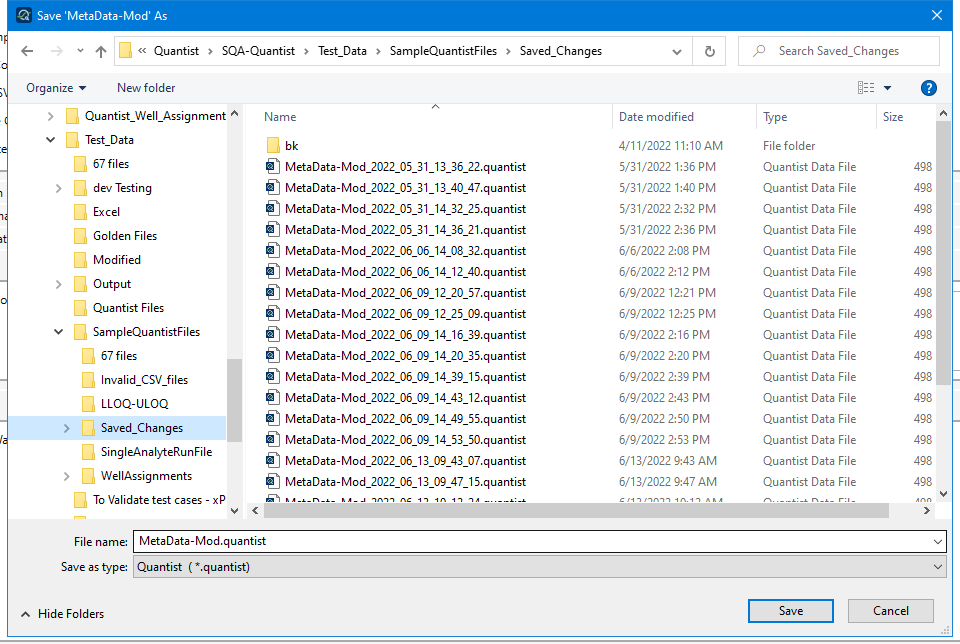 Save 'MetaData-Mod' As
« Quantist > SQA-Quantist > Test_Data > SampleQuantistFiles > Saved_Changes
Search Saved_Changes
Organize New folder
Quantist_Well_Assignment
Test_Data
67 files
dev Testing
Excel
Golden Files
Modified
Output
Quantist Files
SampleQuantistFiles
67 files
Invalid_CSV_files
LLOQ-ULOQ
Saved_Changes
SingleAnalyteRunFile
WellAssignments
To Validate test cases - xP
Name Date modified Type Size
bk 4/11/2022 11:10 AM File folder
MetaData-Mod_2022_05_31_13_36_22.quantist 5/31/2022 1:36 PM Quantist Data File 498
MetaData-Mod_2022_05_31_13_40_47.quantist 5/31/2022 1:40 PM Quantist Data File 498
MetaData-Mod_2022_05_31_14_32_25.quantist 5/31/2022 2:32 PM Quantist Data File 498
MetaData-Mod_2022_05_31_14_36_21.quantist 5/31/2022 2:36 PM Quantist Data File 498
MetaData-Mod_2022_06_06_14_08_32.quantist 6/6/2022 2:08 PM Quantist Data File 498
MetaData-Mod_2022_06_06_14_12_40.quantist 6/6/2022 2:12 PM Quantist Data File 498
MetaData-Mod_2022_06_09_12_20_57.quantist 6/9/2022 12:21 PM Quantist Data File 498
MetaData-Mod_2022_06_09_12_25_09.quantist 6/9/2022 12:25 PM Quantist Data File 498
MetaData-Mod_2022_06_09_14_16_39.quantist 6/9/2022 2:16 PM Quantist Data File 498
MetaData-Mod_2022_06_09_14_20_35.quantist 6/9/2022 2:20 PM Quantist Data File 498
MetaData-Mod_2022_06_09_14_39_15.quantist 6/9/2022 2:39 PM Quantist Data File 498
MetaData-Mod_2022_06_09_14_43_12.quantist 6/9/2022 2:43 PM Quantist Data File 498
MetaData-Mod_2022_06_09_14_49_55.quantist 6/9/2022 2:50 PM Quantist Data File 498
MetaData-Mod_2022_06_09_14_53_50.quantist 6/9/2022 2:53 PM Quantist Data File 498
MetaData-Mod_2022_06_13_09_43_07.quantist 6/13/2022 9:43 AM Quantist Data File 498
MetaData-Mod_2022_06_13_09_47_15.quantist 6/13/2022 9:47 AM Quantist Data File 498
File name: MetaData-Mod.quantist
Save as type: Quantist ( *.quantist)
Hide Folders
Save Cancel